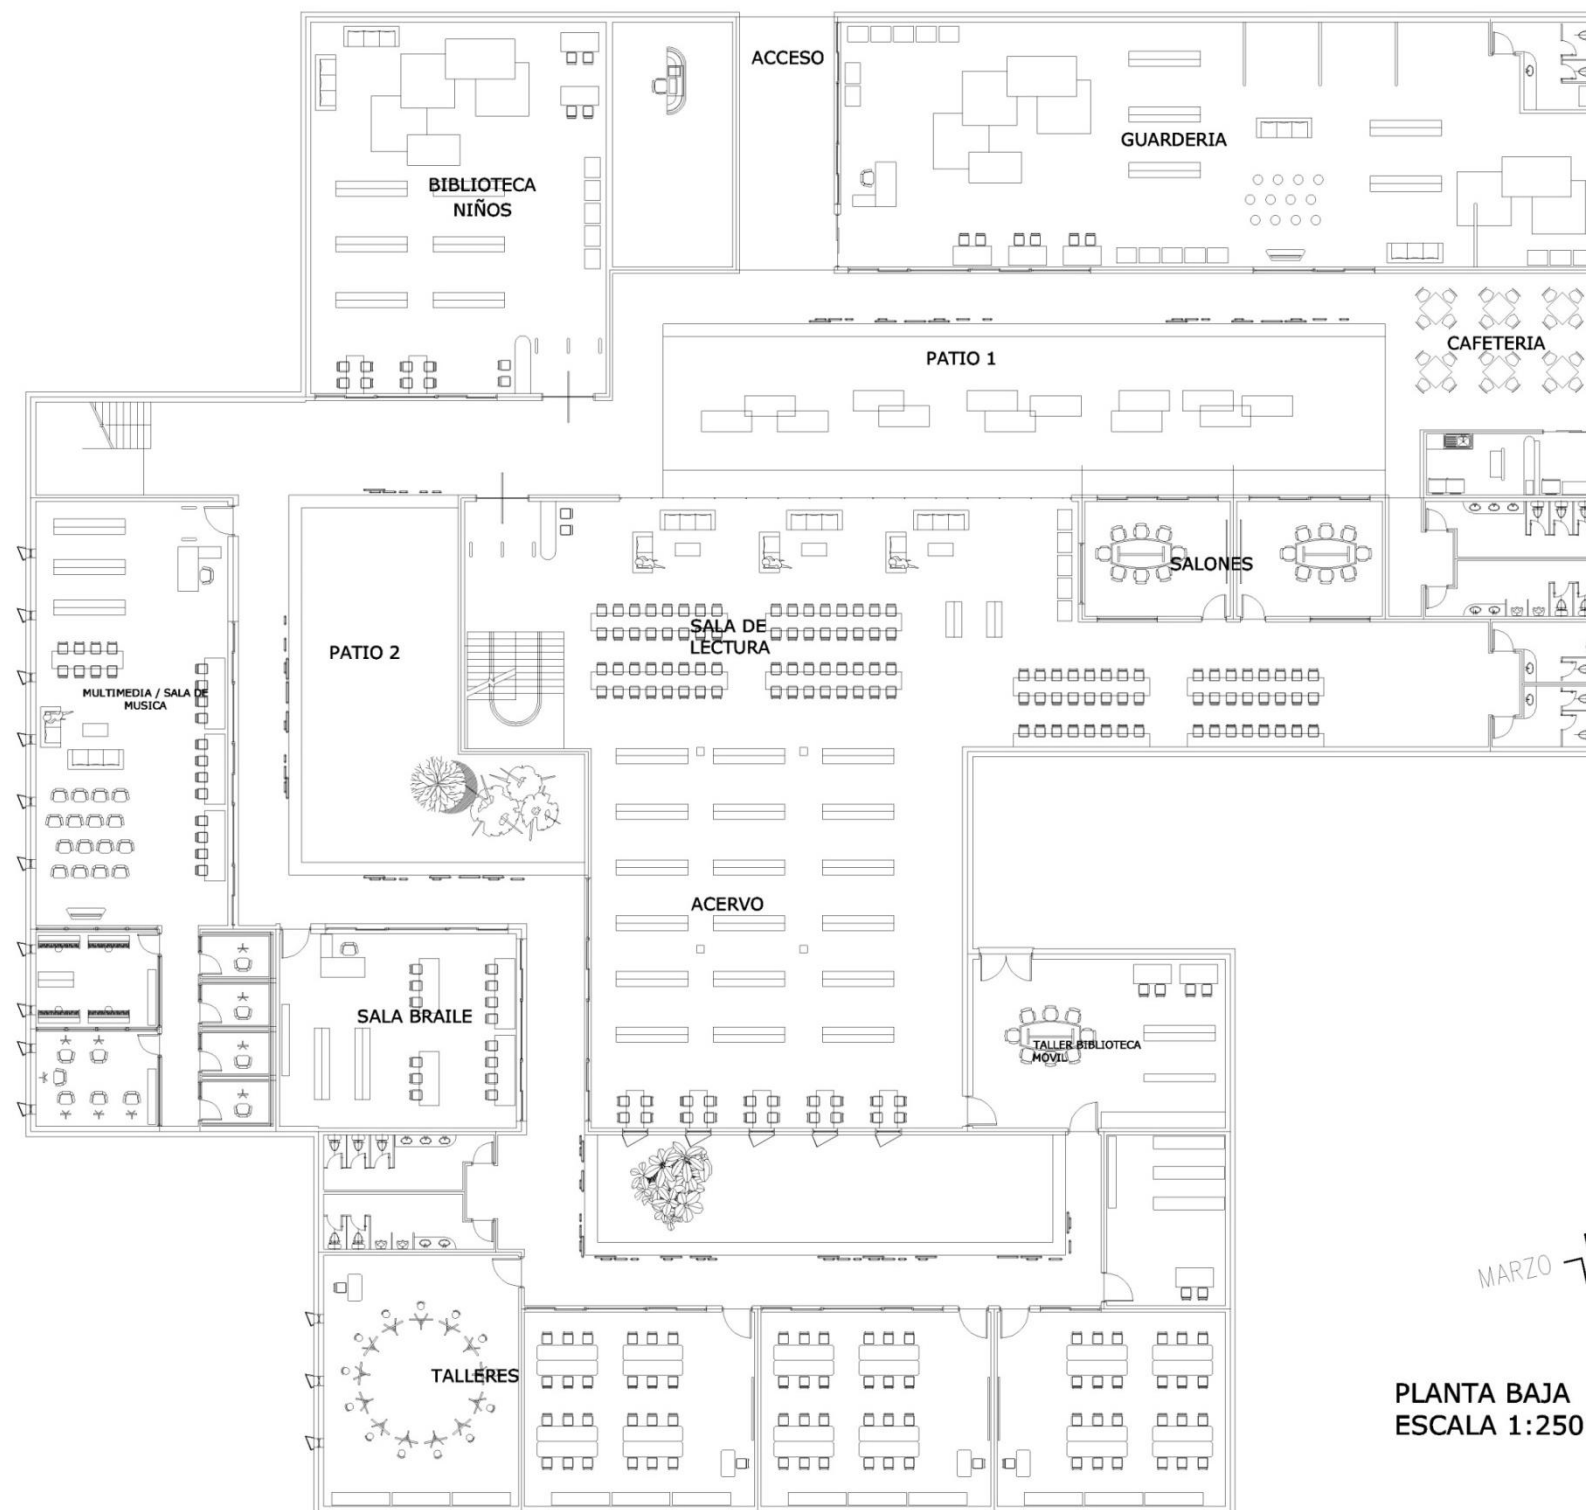 ACCESO
GUARDERIA
BIBLIOTECA
NIÑOS
CAFETERIA
PATIO 1
SALONES
SALA DE
LECTURA
PATIO 2
MULTIMEDIA / SALA DE
MUSICA
ACERVO
SALA BRAILE
TALLER BIBLIOTECA
MOVIL
MARZO
TALLERES
PLANTA BAJA
ESCALA 1:250